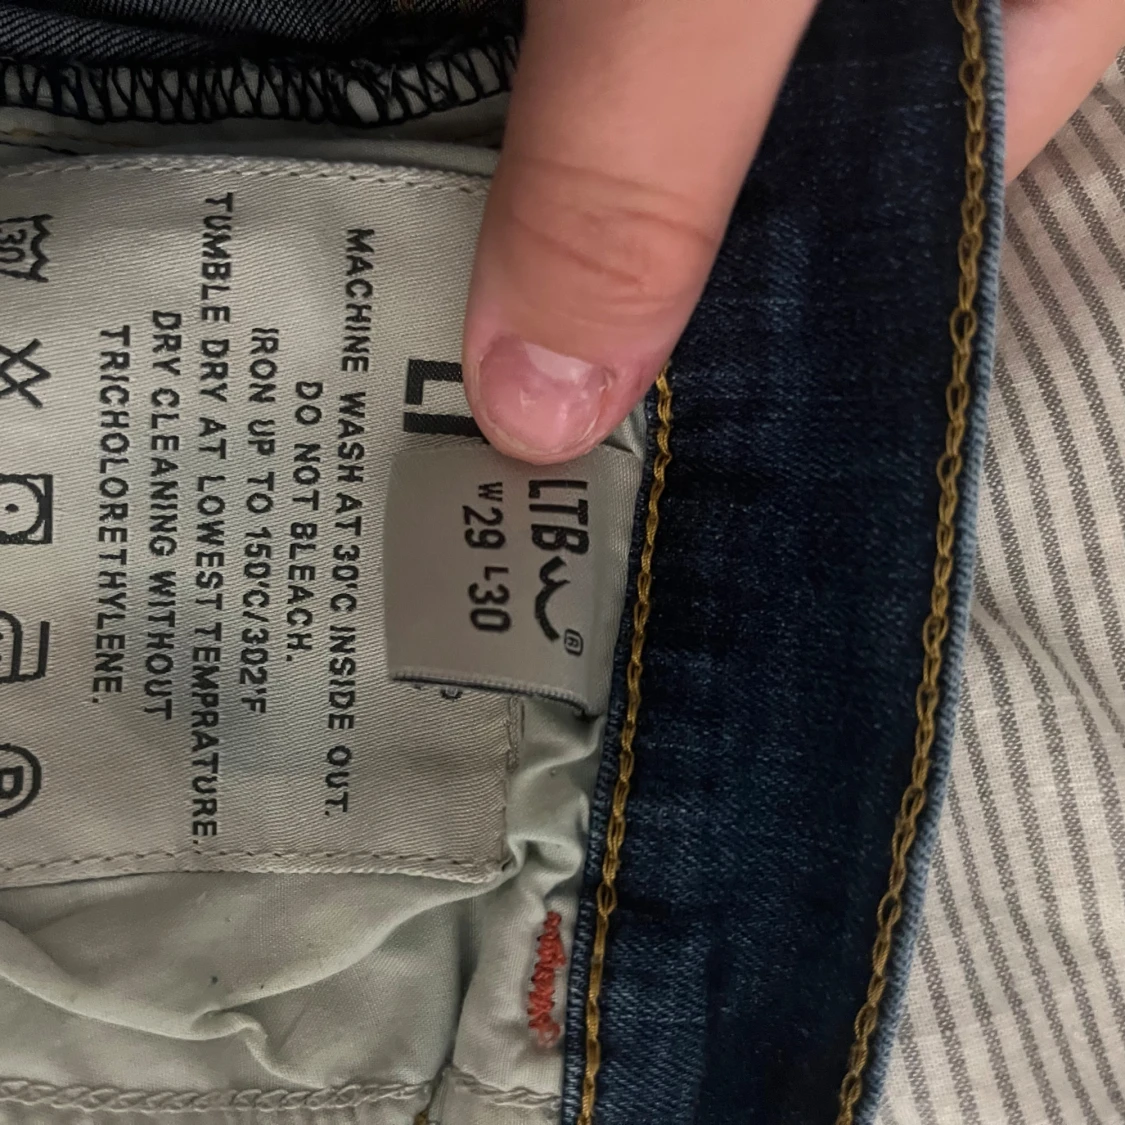 LTB ®
W29 L30
MACHINE WASH AT 30'C INSIDE OUT.
DO NOT BLEACH.
IRON UP TO 150'C/302'F
TUMBLE DRY AT LOWEST TEMPRATURE.
DRY CLEANING WITHOUT
TRICHOLORETHYLENE.
30
P